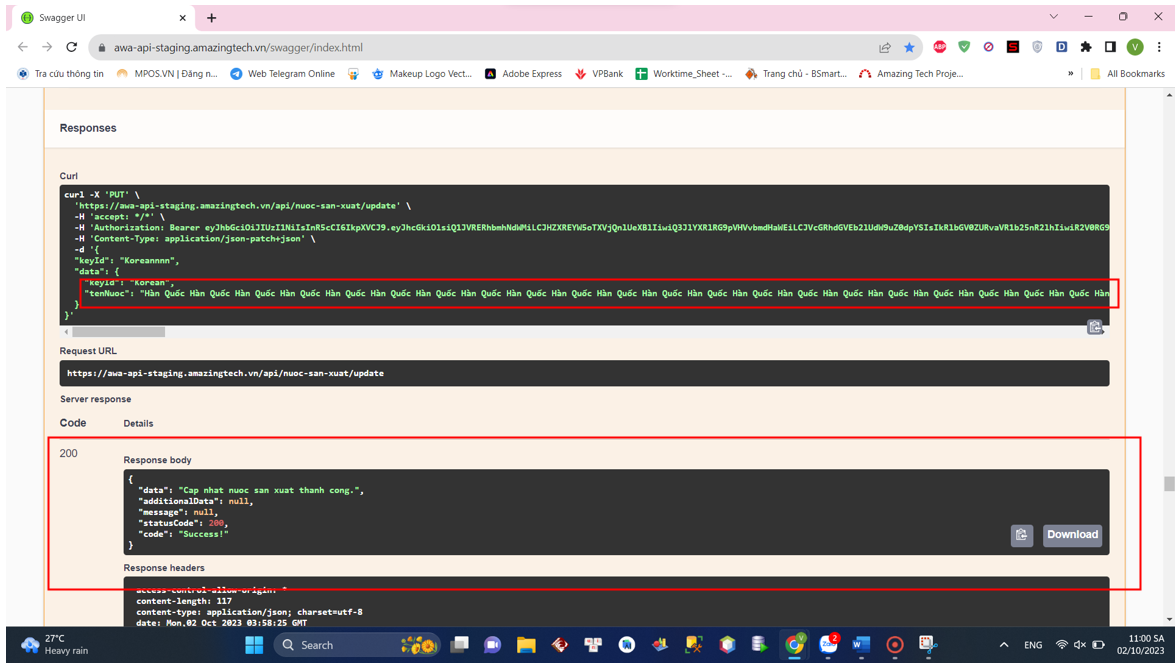 Swagger UI
awa-api-staging.amazingtech.vn/swagger/index.html
ABP
S
D
V
Tra cứu thông tin
MPOS.VN | Đăng n...
Web Telegram Online
Makeup Logo Vect...
Adobe Express
VPBank
Worktime_Sheet -...
Trang chủ - BSmart...
Amazing Tech Proje...
»
All Bookmarks
Responses
Curl
curl -X 'PUT' \
'https://awa-api-staging.amazingtech.vn/api/nuoc-san-xuat/update' \
-H 'accept: */*' \
-H 'Authorization: Bearer
-H 'Content-Type: application/json-patch+json' \
-d '{
"keyId": "Koreannnn",
"data": {
"keyId": "Korean",
"tenNuoc": "Hàn Quốc Hàn Quốc Hàn Quốc Hàn Quốc Hàn Quốc Hàn Quốc Hàn Quốc Hàn Quốc Hàn Quốc Hàn Quốc Hàn Quốc Hàn Quốc Hàn Quốc Hàn Quốc Hàn Quốc Hàn Quốc Hàn Quốc Hàn Quốc Hàn Quốc Hàn Quốc Hàn Quốc Hàn
}
}'
Request URL
https://awa-api-staging.amazingtech.vn/api/nuoc-san-xuat/update
Server response
Code
Details
200
Response body
{
"data": "Cap nhat nuoc san xuat thanh cong.",
"additionalData": null,
"message": null,
"statusCode": 200,
"code": "Success!"
}
Download
Response headers
access-control-allow-origin: *
content-length: 117
content-type: application/json; charset=utf-8
date: Mon,02 Oct 2023 03:58:25 GMT
27°C
Heavy rain
Search
2
ENG
11:00 SA
02/10/2023